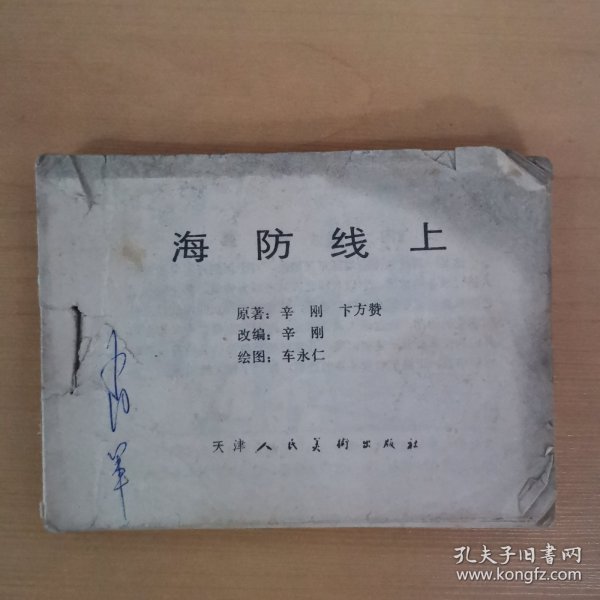 海防线上
原著：辛 刚 卞方赞
改编：辛 刚
绘图：车永仁
天津人民美術出版社
孔夫子旧书网
www.kongfz.com